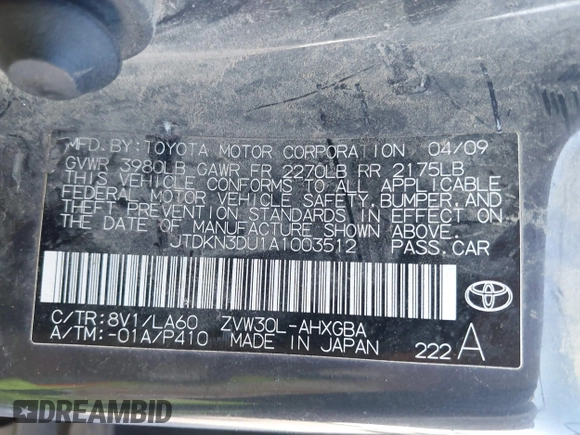 MFD. BY: TOYOTA MOTOR CORPORATION 04/09
GVWR 3980LB GAWR FR 2270LB RR 2175LB
THIS VEHICLE CONFORMS TO ALL APPLICABLE
FEDERAL MOTOR VEHICLE SAFETY, BUMPER, AND
THEFT PREVENTION STANDARDS IN EFFECT ON
THE DATE OF MANUFACTURE SHOWN ABOVE.
JTDKN3DU1A1003512 PASS. CAR
C/TR: 8V1/LA60 ZVW30L-AHXGBA
A/TM: -01A/P410 MADE IN JAPAN 222 A
DREAMBID